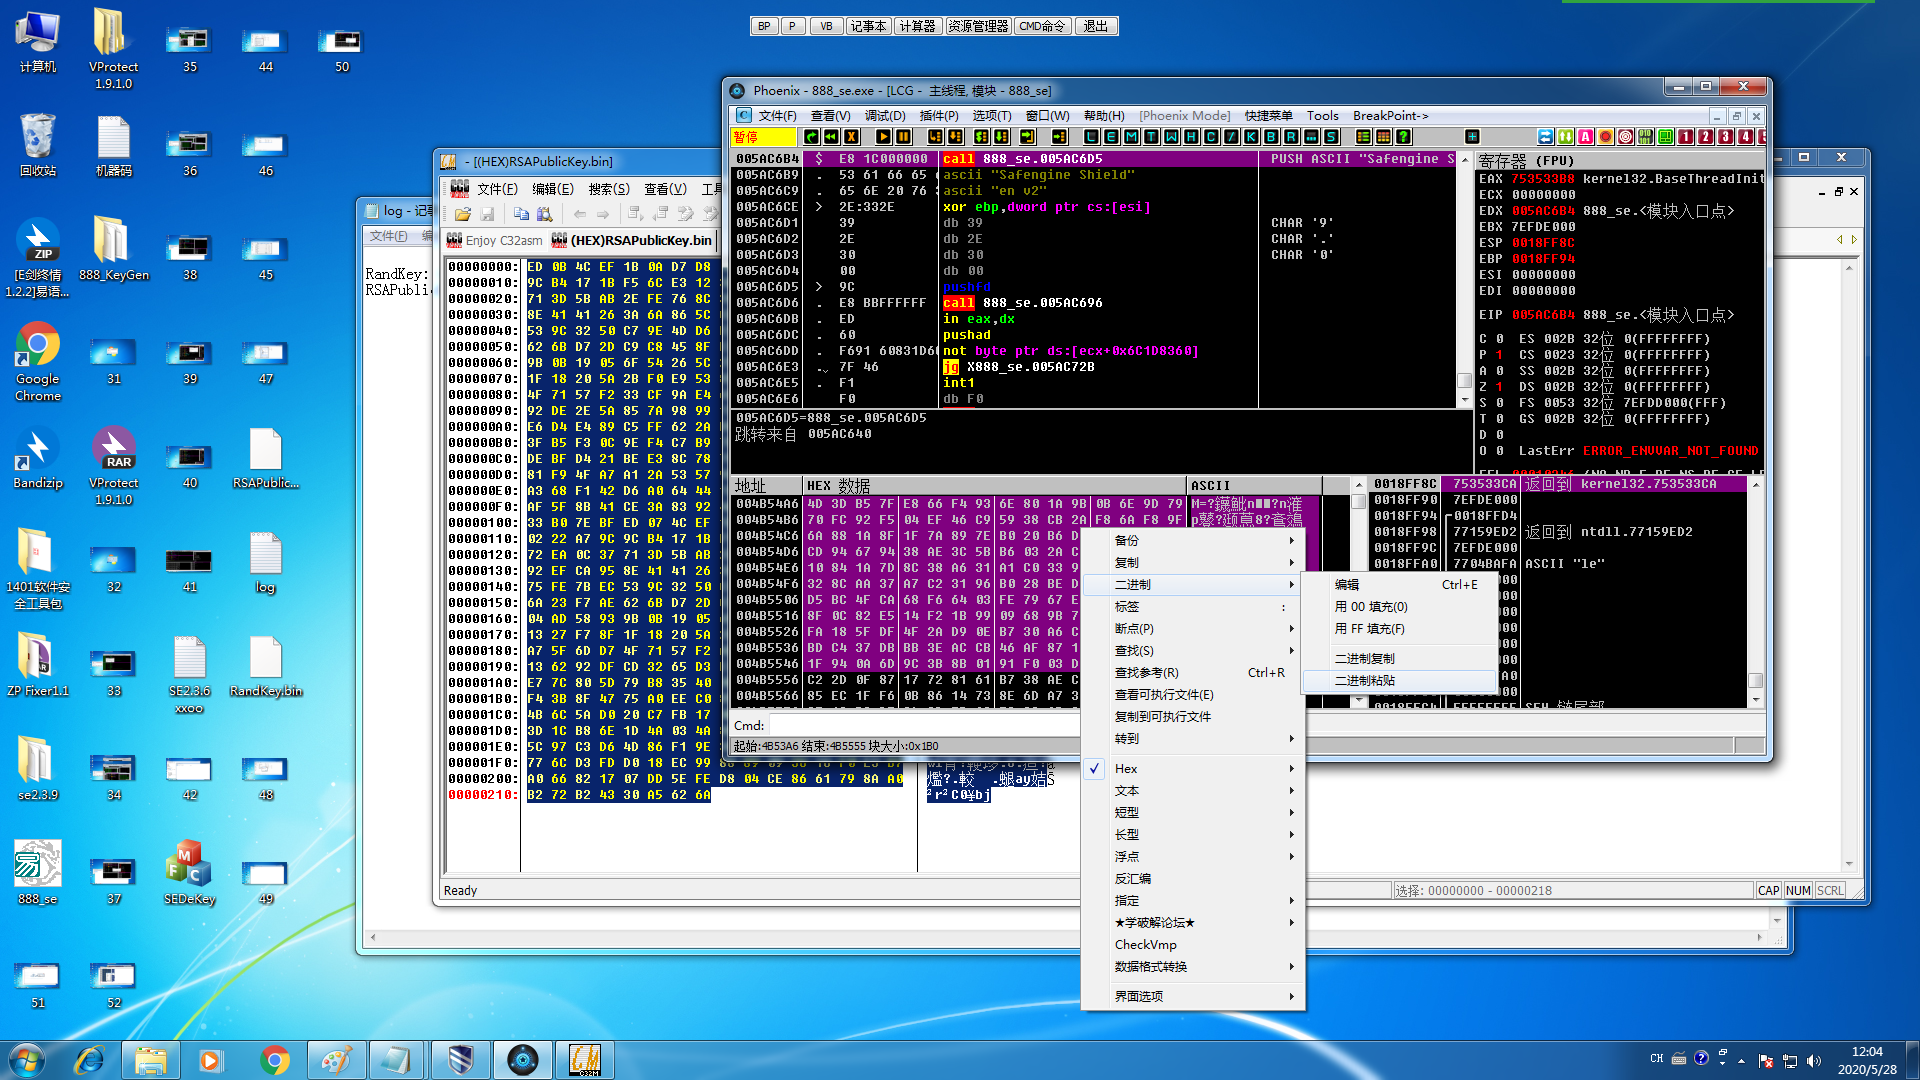 BP P VB 记事本 计算器 资源管理器 CMD命令 退出
计算机
VProtect 1.9.1.0
35
44
50
回收站
机器码
36
46
[E剑终情1.2.2]易语...
888_KeyGen
38
45
Google Chrome
31
39
47
Bandizip
VProtect 1.9.1.0
40
RSAPublic...
1401软件安全工具包
32
41
log
ZP Fixer1.1
33
SE2.3.6 xxoo
RandKey.bin
se2.3.9
34
42
48
888_se
37
SEDeKey
49
51
52
log - 记事
文件(F) 编
RandKey:
RSAPubli
- [(HEX)RSAPublicKey.bin]
文件(F) 编辑(E) 搜索(S) 查看(V) 工具
Enjoy C32asm (HEX)RSAPublicKey.bin
00000000: ED 0B 4C EF 1B 0A D7 D8
00000010: 9C B4 17 1B F5 6C E3 12
00000020: 71 3D 5B AB 2E FE 76 8C
00000030: 8E 41 41 26 3A 6A 86 5C
00000040: 53 9C 32 50 C7 9E 4D D6
00000050: 62 6B D7 2D C9 C8 45 8F
00000060: 9B 0B 19 05 6F 54 26 5C
00000070: 1F 18 20 5A 2B F0 E9 53
00000080: 4F 71 57 F2 33 CF 9A E4
00000090: 92 DE 2E 5A 85 7A 98 99
000000A0: E6 D4 E4 89 C5 FF 62 2A
000000B0: 3F B5 F3 0C 9E F4 C7 B9
000000C0: DE BF D4 21 BE E3 8C 78
000000D0: 81 F9 4F A7 A1 2A 53 57
000000E0: A3 68 F1 42 D6 A0 64 44
000000F0: AF 5F 8B 41 CE 3A 83 92
00000100: 33 B0 7E BF ED 07 4C EF
00000110: 02 22 A7 9C 9C B4 17 1B
00000120: 72 EA 0C 37 71 3D 5B AB
00000130: 92 EF CA 95 8E 41 41 26
00000140: 75 FE 7B EC 53 9C 32 50
00000150: 6A 23 F7 AE 62 6B D7 2D
00000160: 04 AD 58 93 9B 0B 19 05
00000170: 13 27 F7 8F 1F 18 20 5A
00000180: A7 5F 6D D7 4F 71 57 F2
00000190: 13 62 92 DF CD 32 65 D3
000001A0: E7 7C 80 5D 79 B8 35 40
000001B0: F4 3B 8F 47 75 A0 EE C0
000001C0: 4B 6C 5A D0 20 C7 FB 17
000001D0: 3D 1C B8 6E 1D 4A 03 4A
000001E0: 5C 97 C3 D6 4D 86 F1 9E
000001F0: 77 6C D3 FD D0 18 EC 99
00000200: A0 66 82 17 07 DD 5E FE D8 04 CE 86 61 79 8A A0
00000210: B2 72 B2 43 30 A5 62 6A ²r²C0¥bj
Ready
选择: 00000000 - 00000218 CAP NUM SCRL
Phoenix - 888_se.exe - [LCG - 主线程, 模块 - 888_se]
文件(F) 查看(V) 调试(D) 插件(P) 选项(T) 窗口(W) 帮助(H) [Phoenix Mode] 快捷菜单 Tools BreakPoint->
暂停 L E M T W H C / K B R ... S
005AC6B4 $ E8 1C000000 call 888_se.005AC6D5 PUSH ASCII "Safengine S
005AC6B9 . 53 61 66 65 ascii "Safengine Shield"
005AC6C9 . 65 6E 20 76 ascii "en v2"
005AC6CE > 2E:332E xor ebp,dword ptr cs:[esi]
005AC6D1 39 db 39 CHAR '9'
005AC6D2 2E db 2E CHAR '.'
005AC6D3 30 db 30 CHAR '0'
005AC6D4 00 db 00
005AC6D5 > 9C pushfd
005AC6D6 . E8 BBFFFFFF call 888_se.005AC696
005AC6DB . ED in eax,dx
005AC6DC . 60 pushad
005AC6DD . F691 60831D6 not byte ptr ds:[ecx+0x6C1D8360]
005AC6E3 . 7F 46 jg X888_se.005AC72B
005AC6E5 . F1 int1
005AC6E6 F0 db F0
005AC6D5=888_se.005AC6D5
跳转来自 005AC640
寄存器 (FPU)
EAX 753533B8 kernel32.BaseThreadInit
ECX 00000000
EDX 005AC6B4 888_se.<模块入口点>
EBX 7EFDE000
ESP 0018FF8C
EBP 0018FF94
ESI 00000000
EDI 00000000
EIP 005AC6B4 888_se.<模块入口点>
C 0 ES 002B 32位 0(FFFFFFFF)
P 1 CS 0023 32位 0(FFFFFFFF)
A 0 SS 002B 32位 0(FFFFFFFF)
Z 1 DS 002B 32位 0(FFFFFFFF)
S 0 FS 0053 32位 7EFDD000(FFF)
T 0 GS 002B 32位 0(FFFFFFFF)
D 0
O 0 LastErr ERROR_ENVVAR_NOT_FOUND
地址 HEX 数据 ASCII
004B54A6 4D 3D B5 7F E8 66 F4 93 6E 80 1A 9B 0B 6E 9D 79
004B54B6 70 FC 92 F5 04 EF 46 C9 59 38 CB 2A F8 6A F8 9F
004B54C6 6A 88 1A 8F 1F 7A 89 7E B0 20 B6 D
004B54D6 CD 94 67 94 38 AE 3C 5B B6 03 2A C
004B54E6 10 84 1A 7D 8C 38 A6 31 A1 C0 33 9
004B54F6 32 8C AA 37 A7 C2 31 96 B0 28 BE D
004B5506 D5 BC 4F CA 68 F6 64 03 FE 79 67 E
004B5516 8F 0C 82 E5 14 F2 1B 99 09 68 9B 7
004B5526 FA 18 5F DF 4F 2A D9 0E B7 30 A6 C
004B5536 BD C4 37 DB BB 3E AC CB 46 AF 87 1
004B5546 1F 94 0A 6D 9C 3B 8B 01 91 F0 03 D
004B5556 C2 2D 0F 87 17 72 81 61 B7 38 AE C
004B5566 85 EC 1F F6 0B 86 14 73 8E 6D A7 3
0018FF8C 753533CA 返回到 kernel32.753533CA
0018FF90 7EFDE000
0018FF94 0018FFD4
0018FF98 77159ED2 返回到 ntdll.77159ED2
0018FF9C 7EFDE000
0018FFA0 7704BAFA ASCII "le"
Cmd:
起始:4B53A6 结束:4B5555 块大小:0x1B0
备份
复制
二进制
标签 :
断点(P)
查找(S)
查找参考(R) Ctrl+R
查看可执行文件(E)
复制到可执行文件
转到
Hex
文本
短型
长型
浮点
反汇编
指定
★学破解论坛★
CheckVmp
数据格式转换
界面选项
编辑 Ctrl+E
用 00 填充(0)
用 FF 填充(F)
二进制复制
二进制粘贴
CH
12:04
2020/5/28